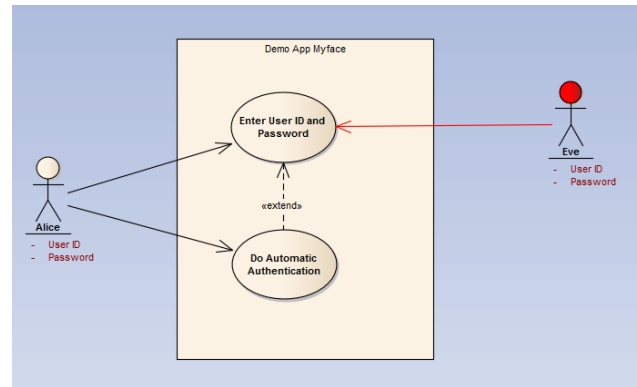 Demo App Myface
Enter User ID and
Password
Eve
- User ID
- Password
«extend»
Alice
- User ID
- Password
Do Automatic
Authentication